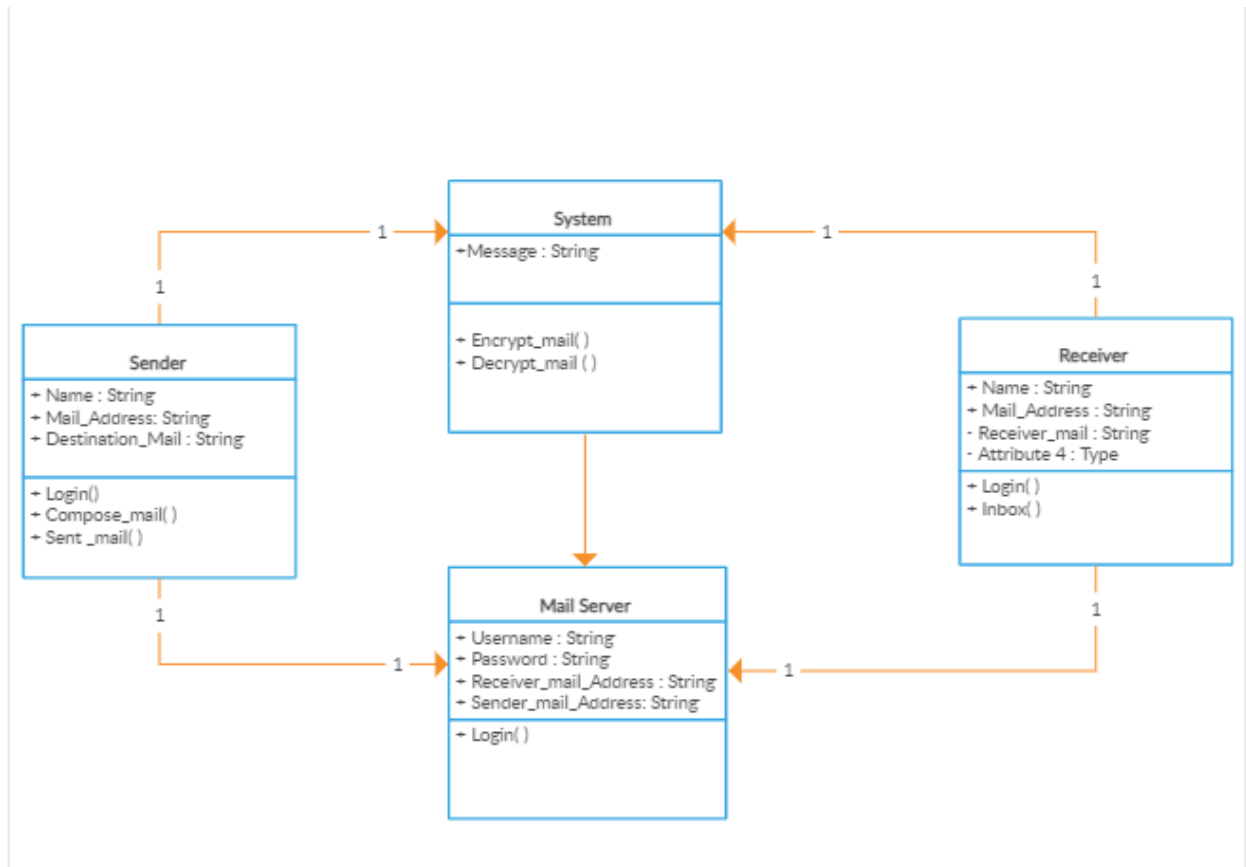 System
+Message : String
+ Encrypt_mail( )
+ Decrypt_mail ( )
1
1
1
1
Sender
+ Name : String
+ Mail_Address: String
+ Destination_Mail : String
+ Login()
+ Compose_mail( )
+ Sent _mail( )
Receiver
+ Name : String
+ Mail_Address : String
- Receiver_mail : String
- Attribute 4 : Type
+ Login( )
+ Inbox( )
1
1
1
1
Mail Server
+ Username : String
+ Password : String
+ Receiver_mail_Address : String
+ Sender_mail_Address: String
+ Login( )